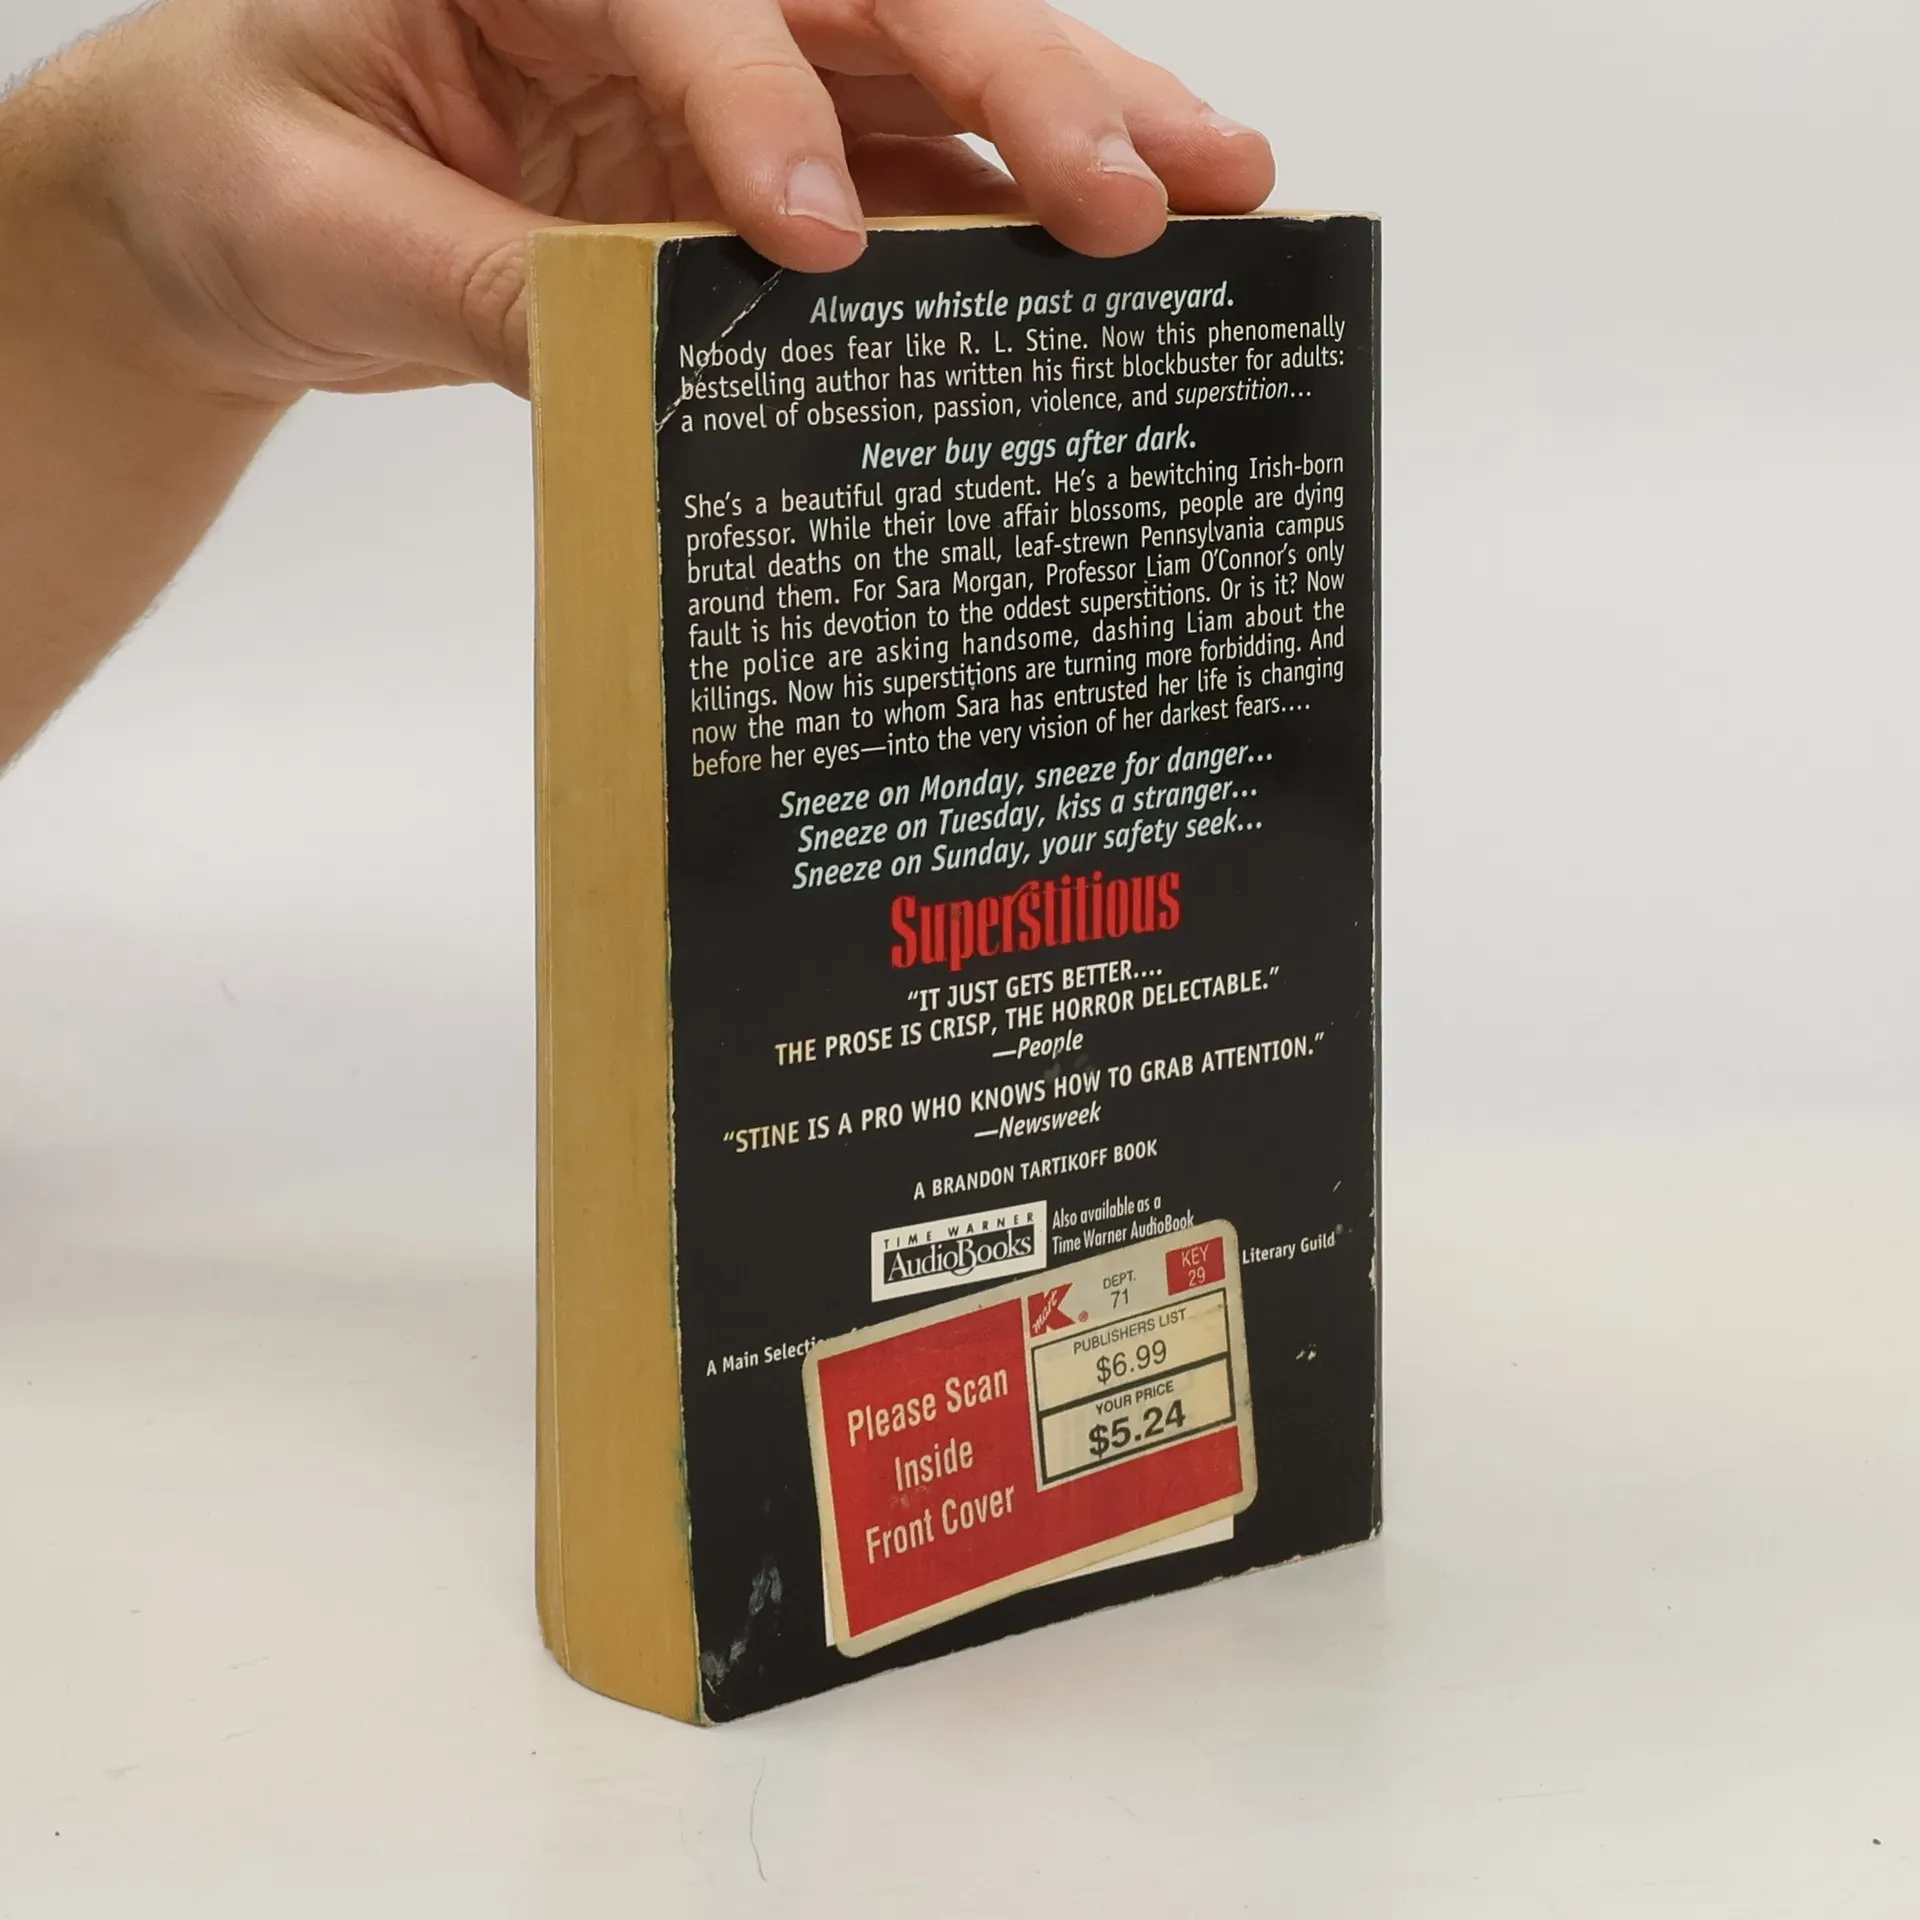 Always whistle past a graveyard.
Nobody does fear like R. L. Stine. Now this phenomenally
bestselling author has written his first blockbuster for adults:
a novel of obsession, passion, violence, and superstition...
Never buy eggs after dark.
She's a beautiful grad student. He's a bewitching Irish-born
professor. While their love affair blossoms, people are dying
brutal deaths on the small, leaf-strewn Pennsylvania campus
around them. For Sara Morgan, Professor Liam O'Connor's only
fault is his devotion to the oddest superstitions. Or is it? Now
the police are asking handsome, dashing Liam about the
killings. Now his superstitions are turning more forbidding. And
now the man to whom Sara has entrusted her life is changing
before her eyes—into the very vision of her darkest fears....
Sneeze on Monday, sneeze for danger...
Sneeze on Tuesday, kiss a stranger...
Sneeze on Sunday, your safety seek...
Superstitious
“IT JUST GETS BETTER....
THE PROSE IS CRISP, THE HORROR DELECTABLE.”
—People
“STINE IS A PRO WHO KNOWS HOW TO GRAB ATTENTION.”
—Newsweek
A BRANDON TARTIKOFF BOOK
TIME WARNER
AudioBooks
Also available as a
Time Warner AudioBook
A Main
Literary Guild®
Please Scan
Inside
Front Cover
Kmart®
DEPT.
71
KEY
29
PUBLISHERS LIST
$6.99
YOUR PRICE
$5.24